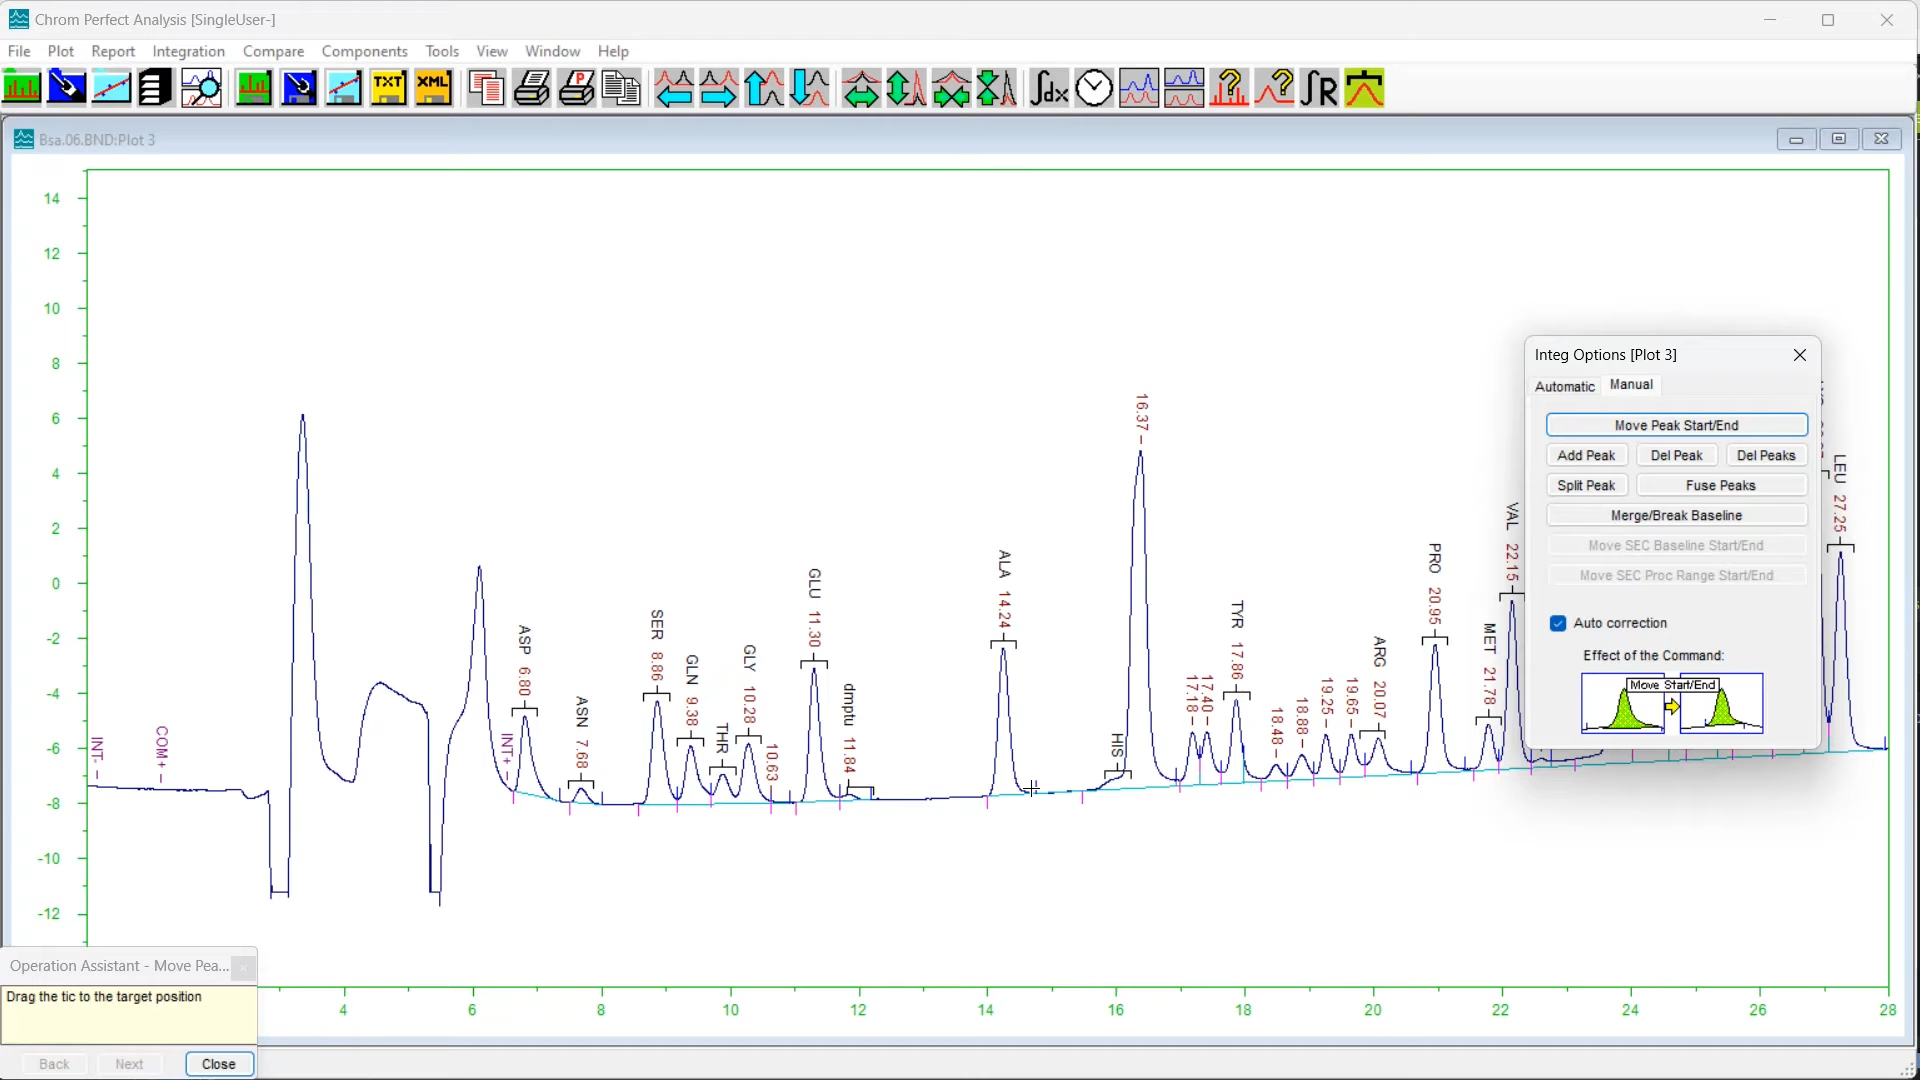 Chrom Perfect Analysis [SingleUser-]
File Plot Report Integration Compare Components Tools View Window Help
TXT XML P ∫dx ? ? ∫R
Bsa.06.BND:Plot 3
14
12
10
8
6
4
2
0
-2
-4
-6
-8
-10
-12
INT-
COM+
INT+
ASP 6.80
ASN 7.68
SER 8.86
GLN 9.38
THR
GLY 10.28
10.63
GLU 11.30
dmptu 11.84
ALA 14.24
HIS
16.37
17.18
17.40
TYR 17.86
18.48
18.88
19.25
19.65
ARG 20.07
PRO 20.95
MET 21.78
VAL 22.15
LEU 27.25
4 6 8 10 12 14 16 18 20 22 24 26 28
Integ Options [Plot 3]
Automatic Manual
Move Peak Start/End
Add Peak Del Peak Del Peaks
Split Peak Fuse Peaks
Merge/Break Baseline
Move SEC Baseline Start/End
Move SEC Proc Range Start/End
Auto correction
Effect of the Command:
Move Start/End
Operation Assistant - Move Pea...
Drag the tic to the target position
Back Next Close